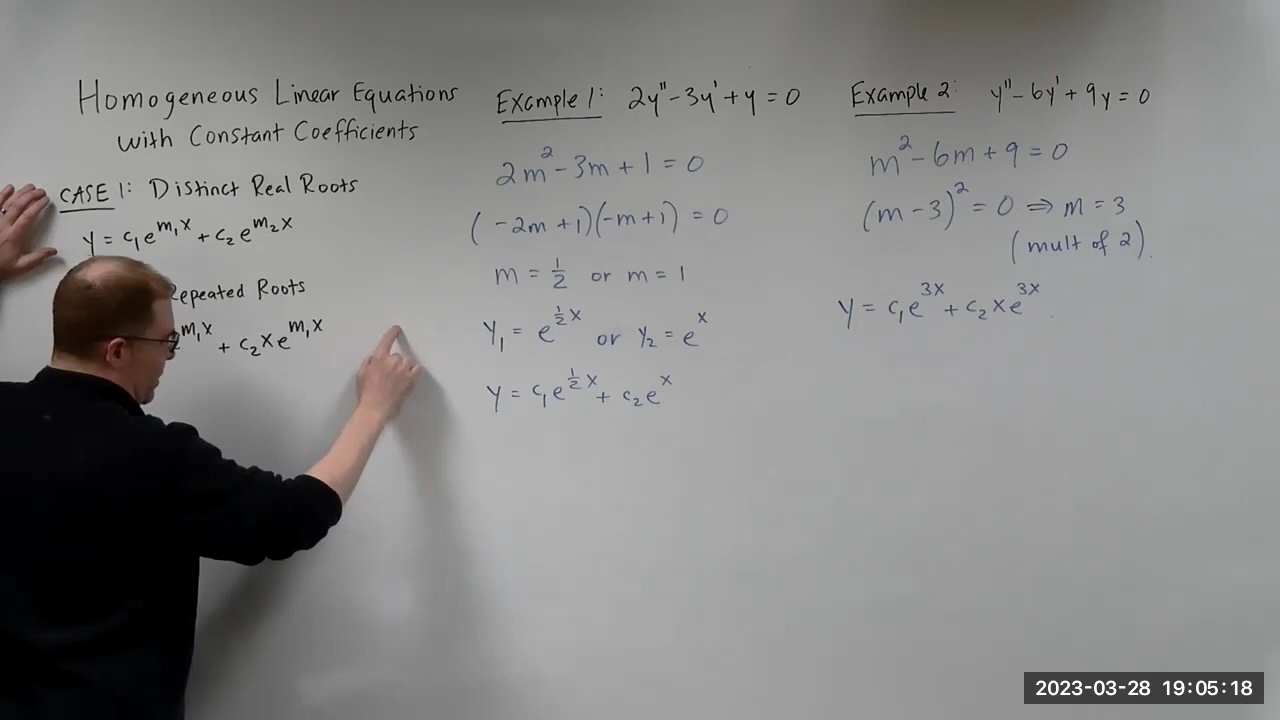 Homogeneous Linear Equations
with Constant Coefficients
CASE 1: Distinct Real Roots
y = c₁e^{m₁x} + c₂e^{m₂x}
Repeated Roots
e^{m₁x} + c₂xe^{m₁x}
Example 1: 2y'' - 3y' + y = 0
2m² - 3m + 1 = 0
(-2m + 1)(-m + 1) = 0
m = 1/2 or m = 1
y₁ = e^{1/2 x} or y₂ = e^x
y = c₁e^{1/2 x} + c₂e^x
Example 2: y'' - 6y' + 9y = 0
m² - 6m + 9 = 0
(m - 3)² = 0 ⇒ m = 3
(mult of 2).
y = c₁e^{3x} + c₂xe^{3x}.
2023-03-28 19:05:18